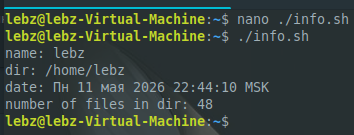 lebz@lebz-Virtual-Machine:~$ nano ./info.sh
lebz@lebz-Virtual-Machine:~$ ./info.sh
name: lebz
dir: /home/lebz
date: Пн 11 мая 2026 22:44:10 MSK
number of files in dir: 48
lebz@lebz-Virtual-Machine:~$